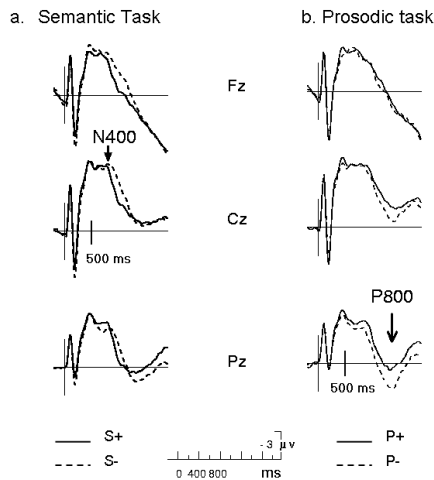 a. Semantic Task
b. Prosodic task
Fz
N400
Cz
500 ms
P800
Pz
500 ms
S+
P+
- 3 µv
S-
P-
0 400 800 ms